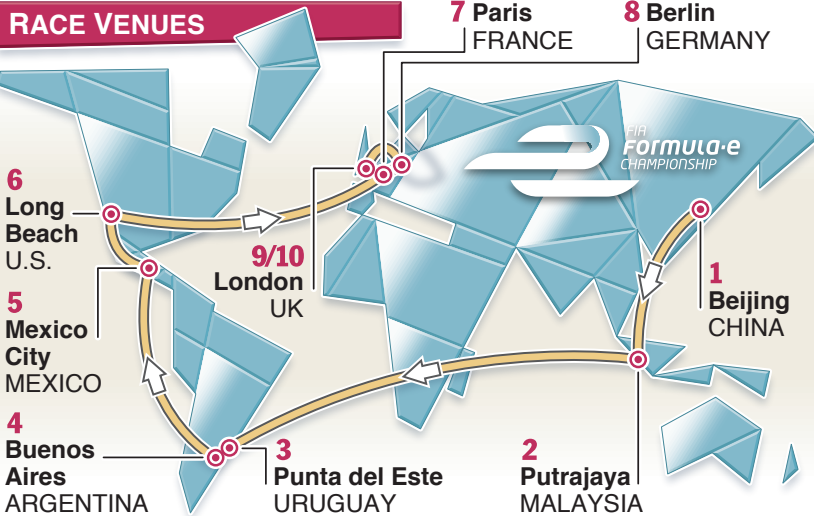 RACE VENUES
7 Paris
FRANCE
8 Berlin
GERMANY
FIA
Formula·e
CHAMPIONSHIP
6
Long
Beach
U.S.
9/10
London
UK
1
Beijing
CHINA
5
Mexico
City
MEXICO
4
Buenos
Aires
ARGENTINA
3
Punta del Este
URUGUAY
2
Putrajaya
MALAYSIA